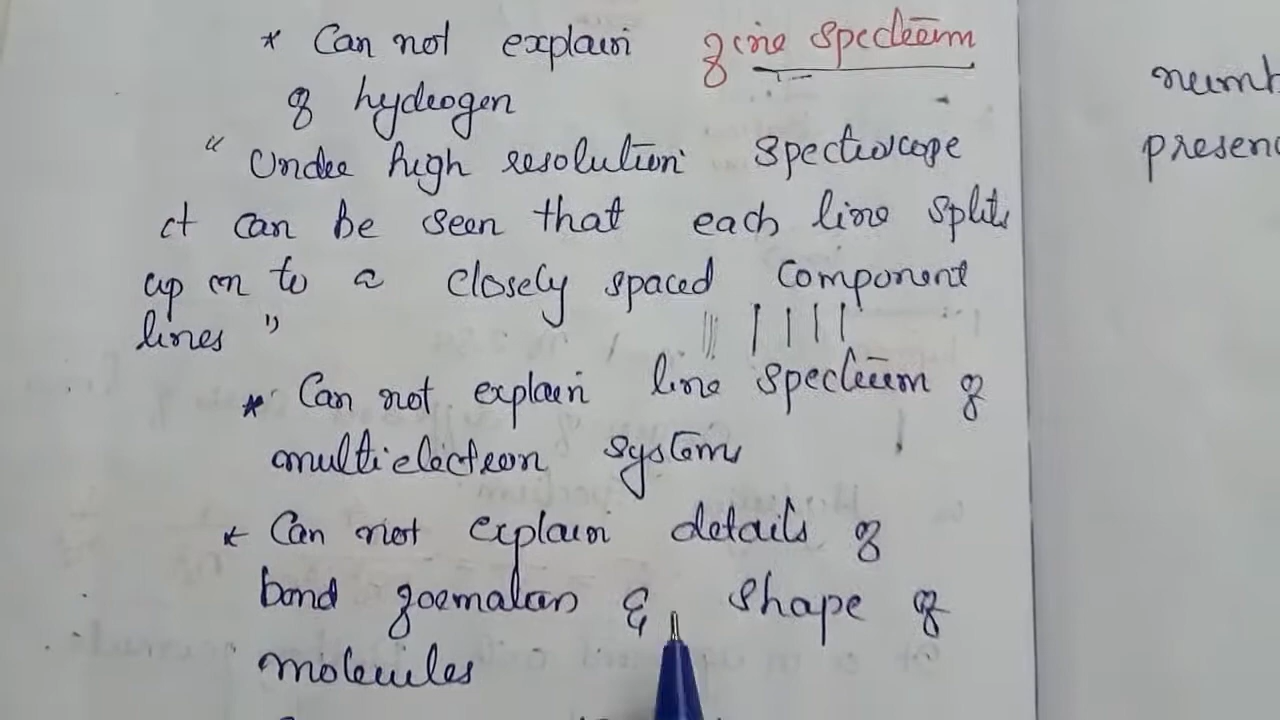 * Can not explain fine spectrum
of hydrogen
" Under high resolution spectroscope
it can be seen that each line splits
up in to a closely spaced component
lines "
* Can not explain line spectrum of
multielectron systems
* Can not explain details of
bond formation & shape of
molecules
numb
presenc